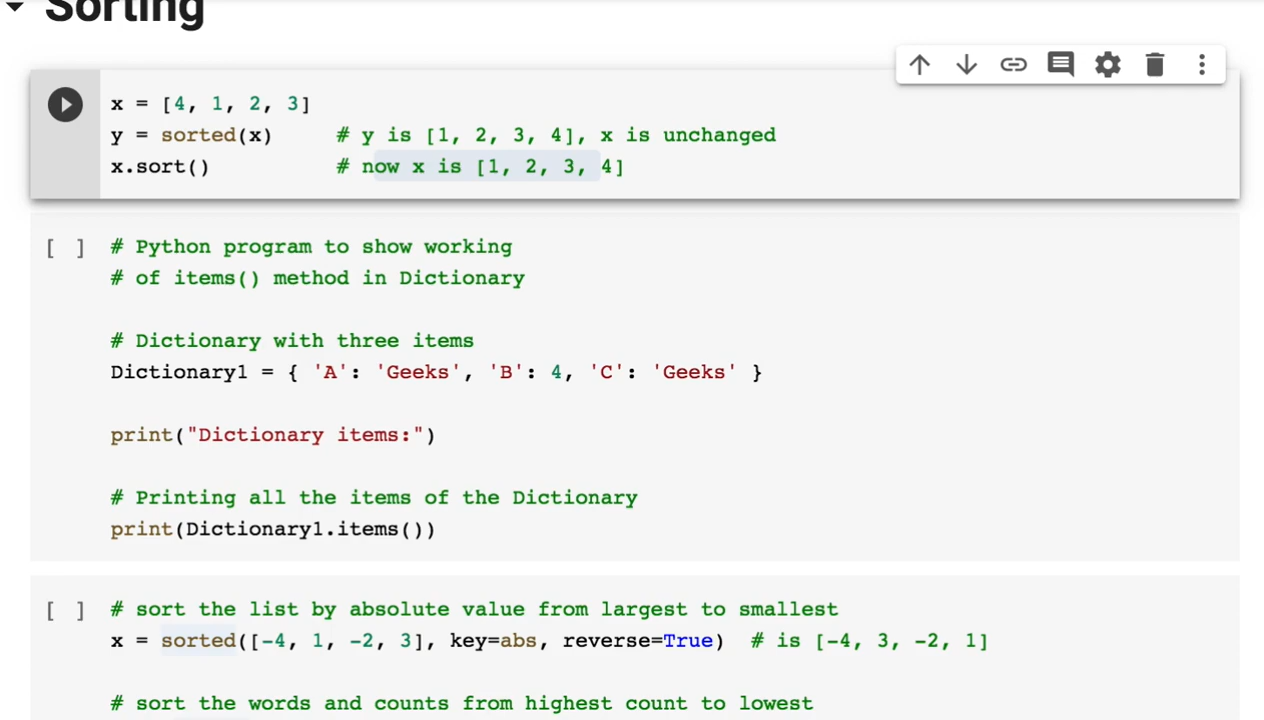 Sorting
x = [4, 1, 2, 3]
y = sorted(x)     # y is [1, 2, 3, 4], x is unchanged
x.sort()          # now x is [1, 2, 3, 4]
[ ] # Python program to show working
# of items() method in Dictionary
# Dictionary with three items
Dictionary1 = { 'A': 'Geeks', 'B': 4, 'C': 'Geeks' }
print("Dictionary items:")
# Printing all the items of the Dictionary
print(Dictionary1.items())
[ ] # sort the list by absolute value from largest to smallest
x = sorted([-4, 1, -2, 3], key=abs, reverse=True)  # is [-4, 3, -2, 1]
# sort the words and counts from highest count to lowest